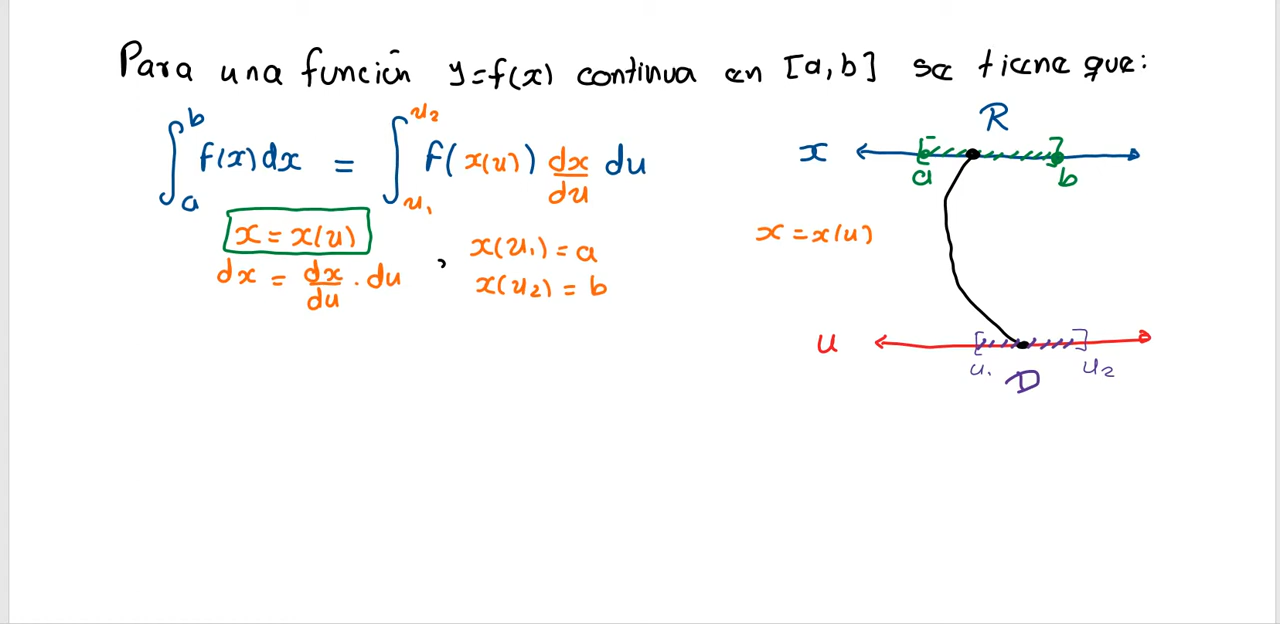 Para una función y=f(x) continua en [a,b] se tiene que:
∫_a^b f(x)dx = ∫_{u₁}^{u₂} f(x(u)) dx/du du
x = x(u)
dx = dx/du · du , x(u₁) = a
x(u₂) = b
R
x a b
x = x(u)
u
u₁ D u₂